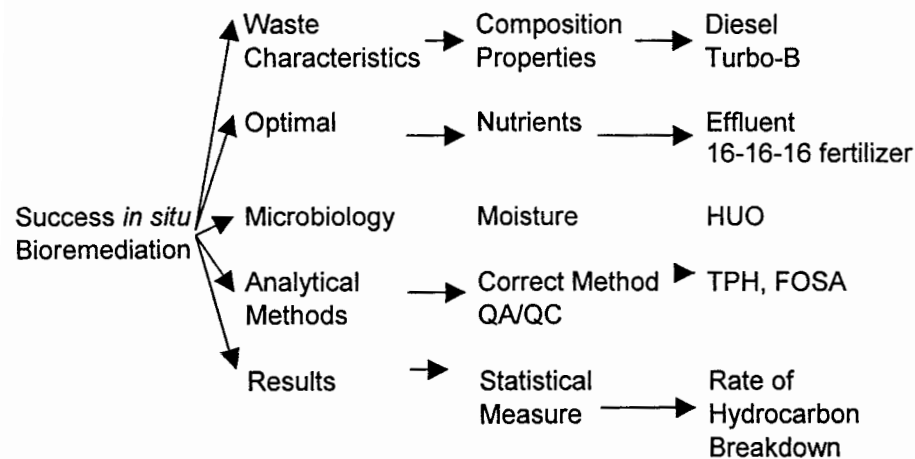 Waste
Characteristics
Composition
Properties
Diesel
Turbo-B
Optimal
Nutrients
Effluent
16-16-16 fertilizer
Success in situ
Bioremediation
Microbiology
Moisture
HUO
Analytical
Methods
Correct Method
QA/QC
TPH, FOSA
Results
Statistical
Measure
Rate of
Hydrocarbon
Breakdown